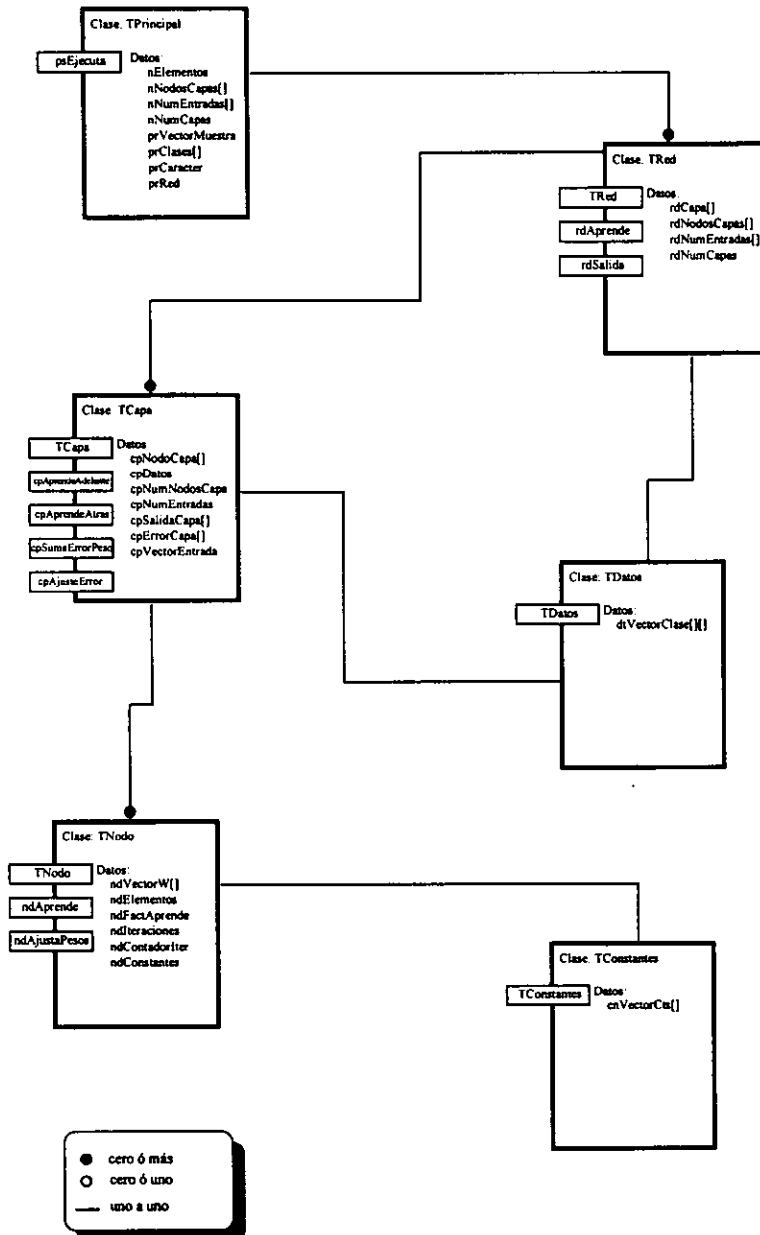 Clase. TPrincipal
psEjecuta
Datos:
nElementos
nNodosCapas[]
nNumEntradas[]
nNumCapas
prVectorMuestra
prClases[]
prCaracter
prRed
Clase. TRed
TRed
rdAprende
rdSalida
Datos:
rdCapa[]
rdNodosCapas[]
rdNumEntradas[]
rdNumCapas
Clase. TCapa
TCapa
cpAprendeAdelante
cpAprendeAtras
cpSumaErrorPeso
cpAjusteError
Datos
cpNodoCapa[]
cpDatos
cpNumNodosCapa
cpNumEntradas
cpSalidaCapa[]
cpErrorCapa[]
cpVectorEntrada
Clase: TDatos
TDatos
Datos:
dtVectorClase[][]
Clase: TNodo
TNodo
ndAprende
ndAjustaPesos
Datos:
ndVectorW[]
ndElementos
ndFactAprende
ndIteraciones
ndContadorIter
ndConstantes
Clase. TConstantes
TConstantes
Datos:
cnVectorCts[]
cero ó más
cero ó uno
uno a uno